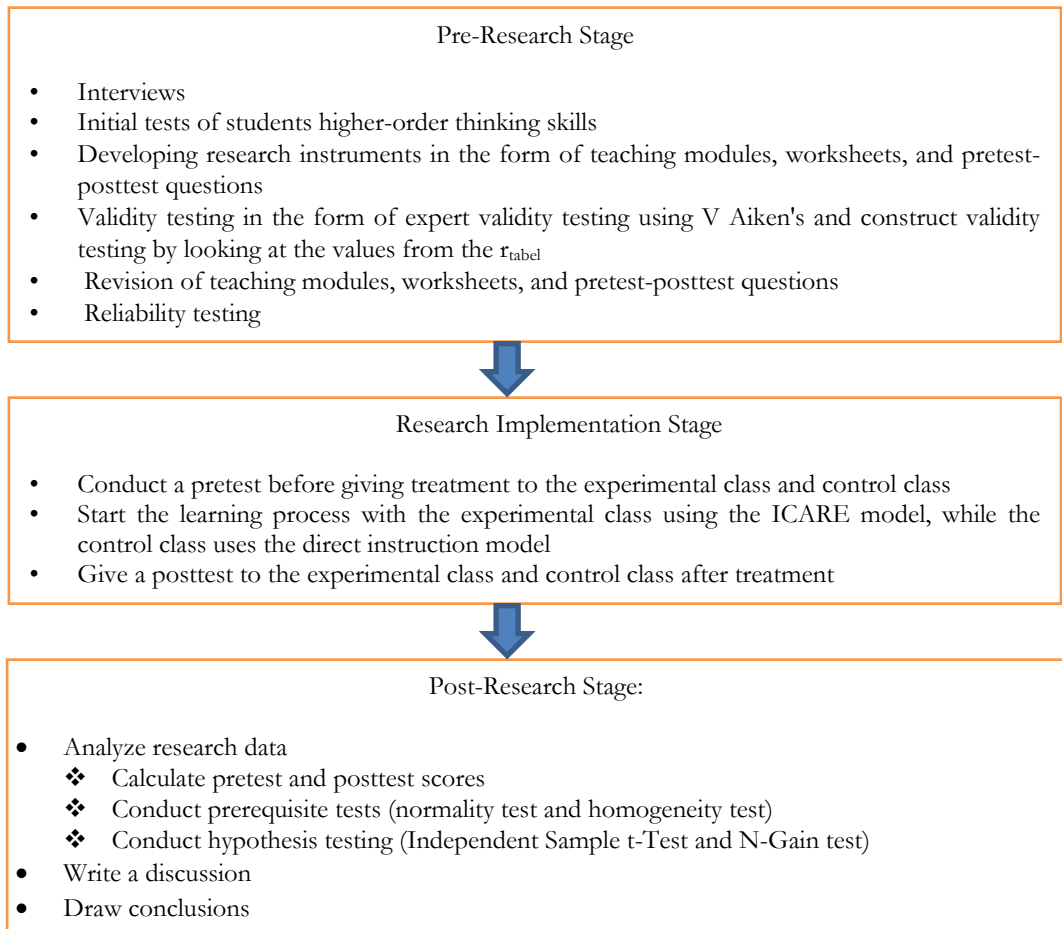 Pre-Research Stage
• Interviews
• Initial tests of students higher-order thinking skills
• Developing research instruments in the form of teaching modules, worksheets, and pretest-
posttest questions
• Validity testing in the form of expert validity testing using V Aiken's and construct validity
testing by looking at the values from the rtabel
• Revision of teaching modules, worksheets, and pretest-posttest questions
• Reliability testing
Research Implementation Stage
• Conduct a pretest before giving treatment to the experimental class and control class
• Start the learning process with the experimental class using the ICARE model, while the
control class uses the direct instruction model
• Give a posttest to the experimental class and control class after treatment
Post-Research Stage:
• Analyze research data
❖ Calculate pretest and posttest scores
❖ Conduct prerequisite tests (normality test and homogeneity test)
❖ Conduct hypothesis testing (Independent Sample t-Test and N-Gain test)
• Write a discussion
• Draw conclusions